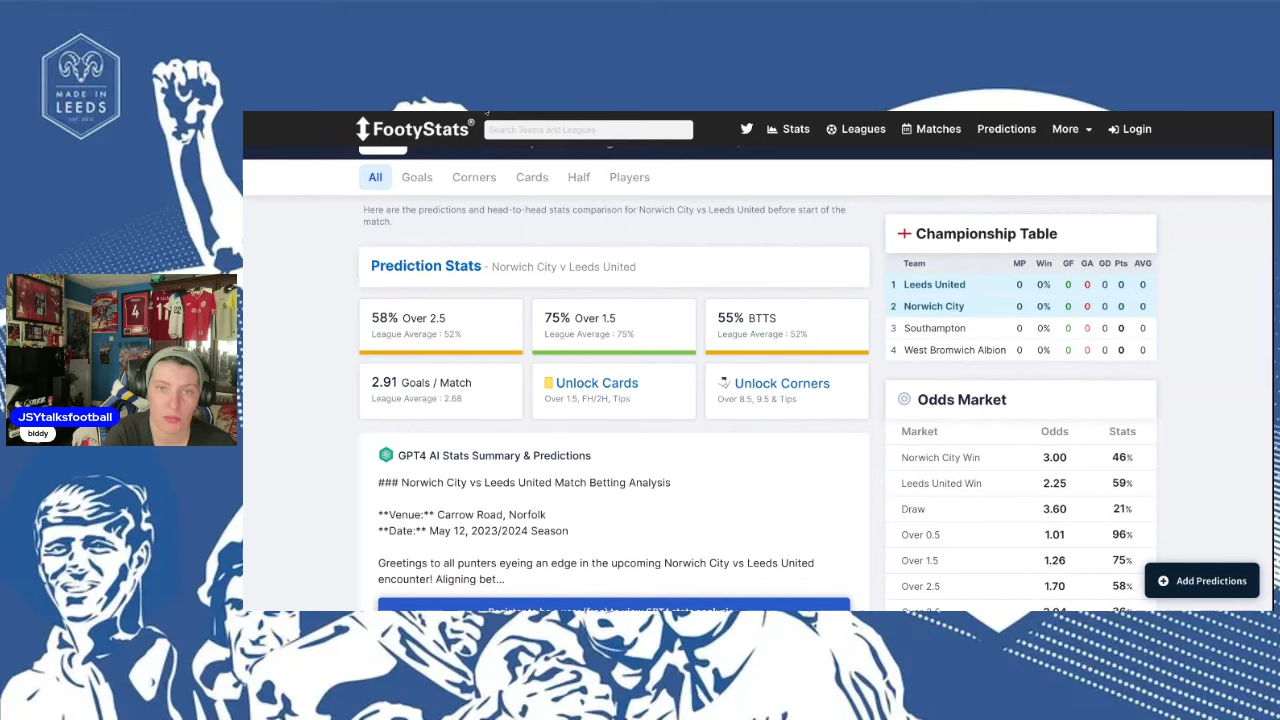 MADE IN
LEEDS
FootyStats®
Search Teams and Leagues
Stats
Leagues
Matches
Predictions
More
Login
All
Goals
Corners
Cards
Half
Players
Here are the predictions and head-to-head stats comparison for Norwich City vs Leeds United before start of the
match.
Prediction Stats - Norwich City v Leeds United
58% Over 2.5
League Average : 52%
75% Over 1.5
League Average : 75%
55% BTTS
League Average : 52%
2.91 Goals / Match
League Average : 2.68
Unlock Cards
Over 1.5, FH/2H, Tips
Unlock Corners
Over 8.5, 9.5 & Tips
GPT4 AI Stats Summary & Predictions
### Norwich City vs Leeds United Match Betting Analysis
**Venue:** Carrow Road, Norfolk
**Date:** May 12, 2023/2024 Season
Greetings to all punters eyeing an edge in the upcoming Norwich City vs Leeds United
encounter! Aligning bet...
Championship Table
Team MP Win GF GA GD Pts AVG
1 Leeds United 0 0% 0 0 0 0 0
2 Norwich City 0 0% 0 0 0 0 0
3 Southampton 0 0% 0 0 0 0 0
4 West Bromwich Albion 0 0% 0 0 0 0 0
Odds Market
Market Odds Stats
Norwich City Win 3.00 46%
Leeds United Win 2.25 59%
Draw 3.60 21%
Over 0.5 1.01 96%
Over 1.5 1.26 75%
Over 2.5 1.70 58%
Add Predictions
JSYtalksfootball
biddy
4
11